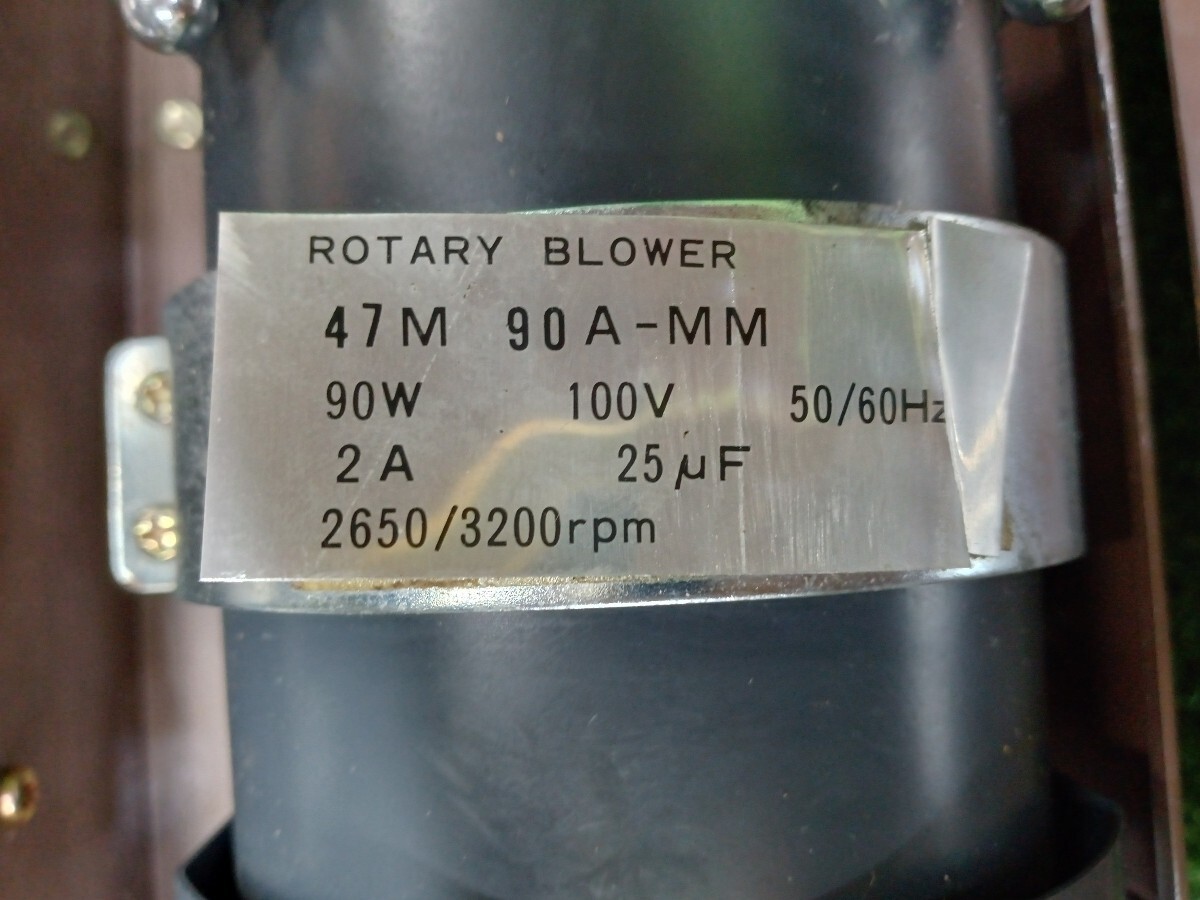 ROTARY BLOWER
47M 90A-MM
90W 100V 50/60Hz
2A 25μF
2650/3200rpm